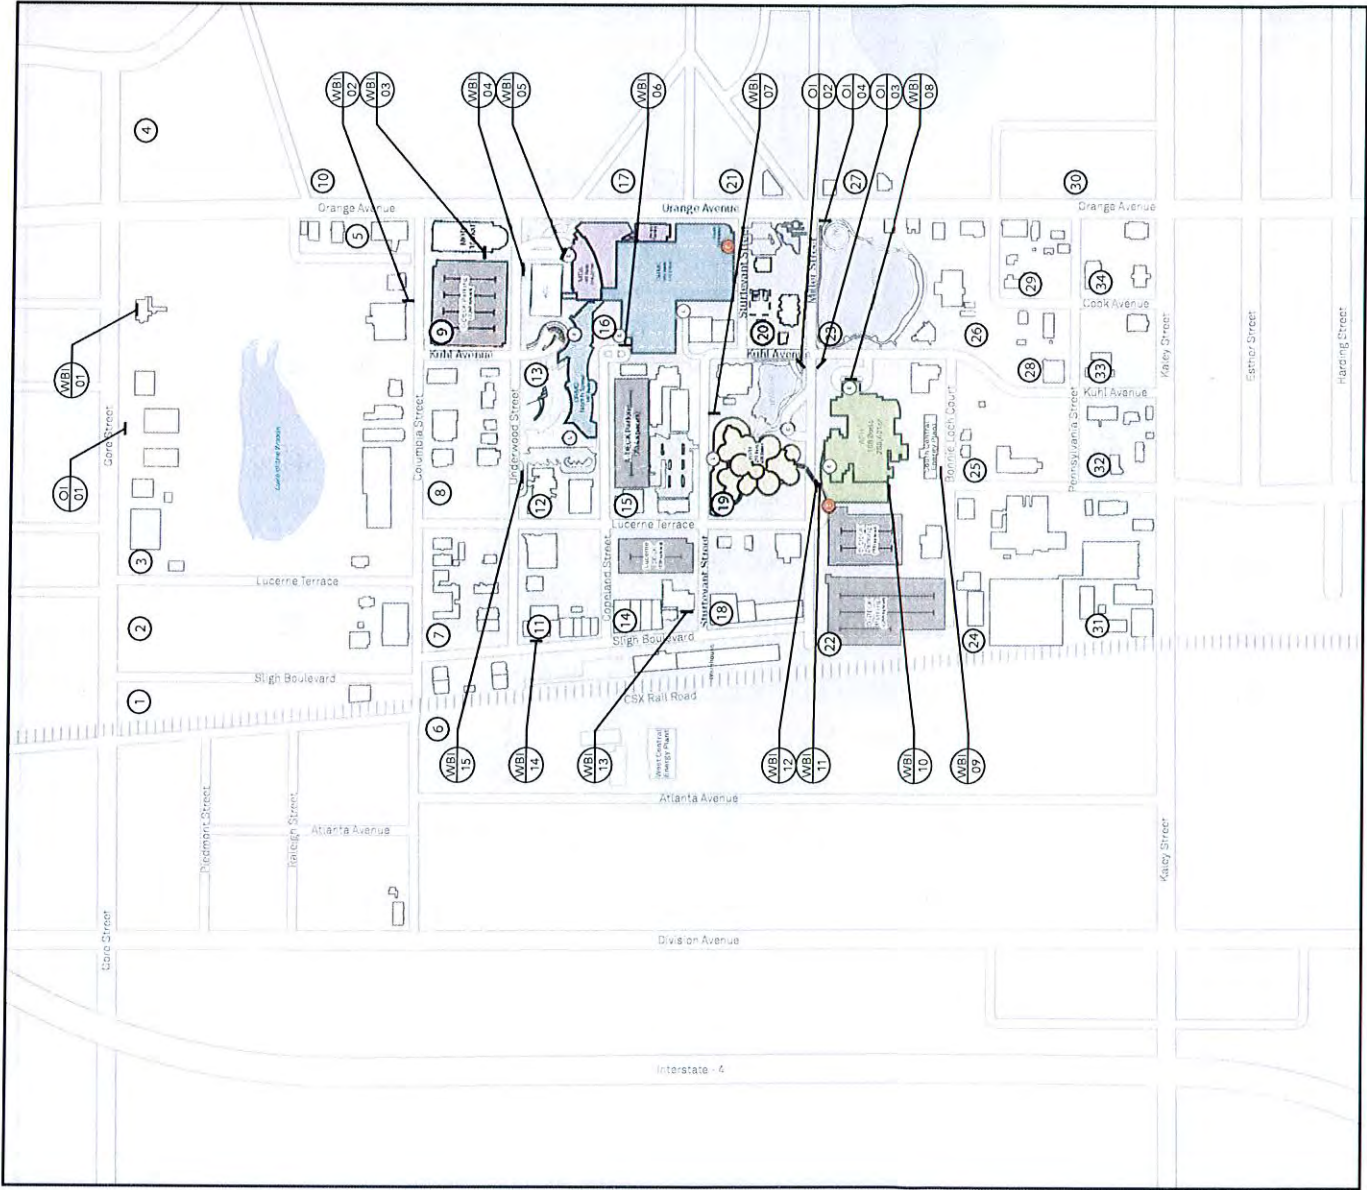 4
10
Orange Avenue
5
WBI
02
WBI
03
WBI
04
WBI
05
WBI
06
WBI
07
OI
02
OI
04
OI
03
WBI
08
17
Orange Avenue
21
27
30
Orange Avenue
WBI
01
OI
01
Gore Street
3
Lucerne Terrace
2
Sligh Boulevard
1
Gore Street
Piedmont Street
Raleigh Street
Atlanta Avenue
9
Kuhl Avenue
Columbia Street
8
7
6
13
Underwood Street
12
11
16
15
Lucerne Terrace
Copeland Street
14
Sligh Boulevard
CSX Rail Road
Sturtevant Street
20
Kuhl Avenue
Miller Street
23
19
Sturtevant Street
18
22
26
Bonnie Loch Court
25
24
29
28
34
Cook Avenue
33
Kuhl Avenue
Pennsylvania Street
32
31
Kaley Street
Esther Street
Harding Street
WBI
15
WBI
14
WBI
13
WBI
12
WBI
11
WBI
10
WBI
09
West Central
Energy Plant
Atlanta Avenue
Kaley Street
Division Avenue
Interstate - 4